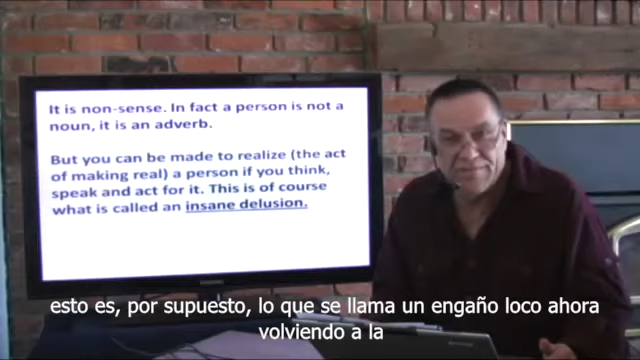 It is non-sense. In fact a person is not a
noun, it is an adverb.
But you can be made to realize (the act
of making real) a person if you think,
speak and act for it. This is of course
what is called an insane delusion.
esto es, por supuesto, lo que se llama un engaño loco ahora
volviendo a la